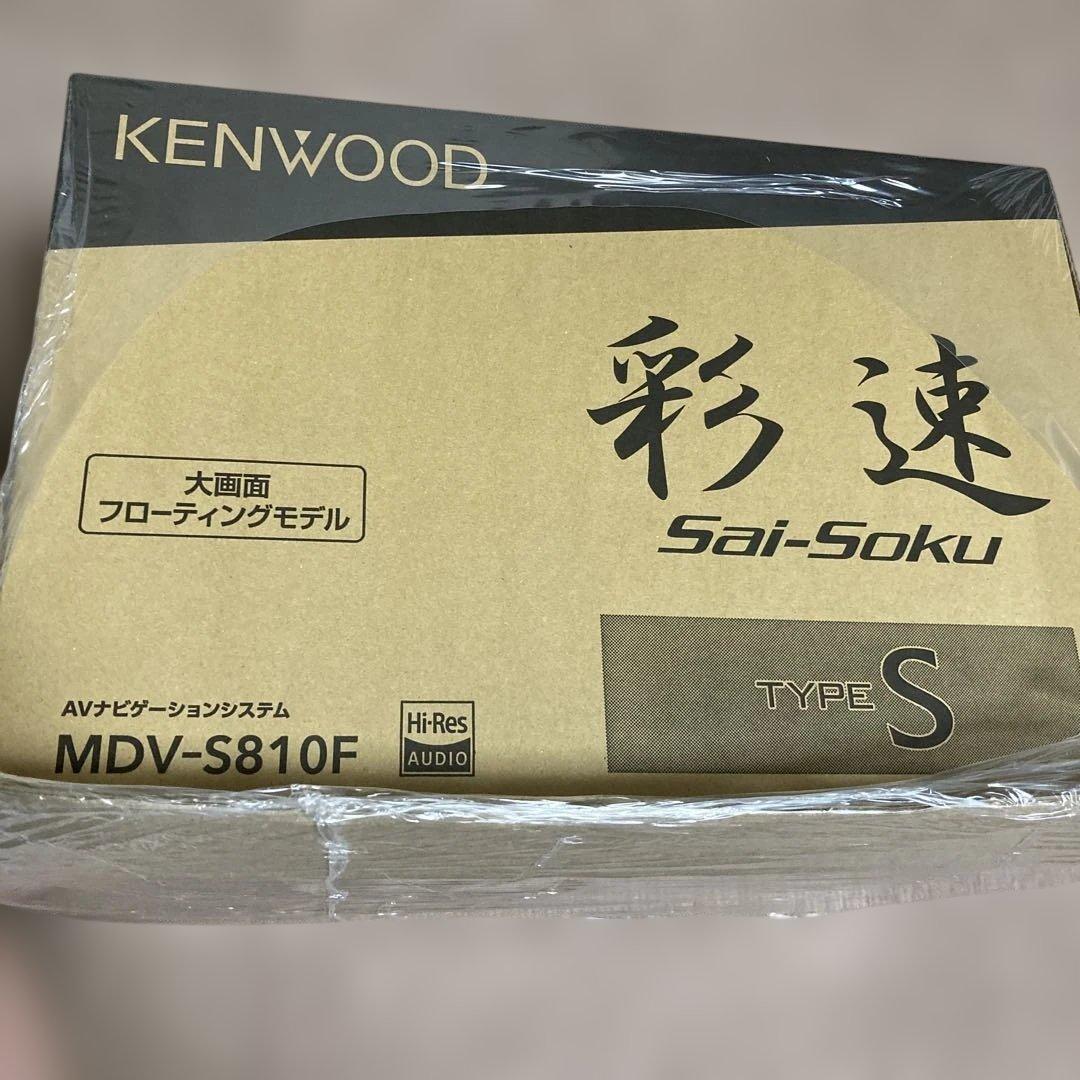 KENWOOD
彩速
Sai-Soku
大画面
フローティングモデル
TYPE S
AVナビゲーションシステム
MDV-S810F
Hi-Res
AUDIO